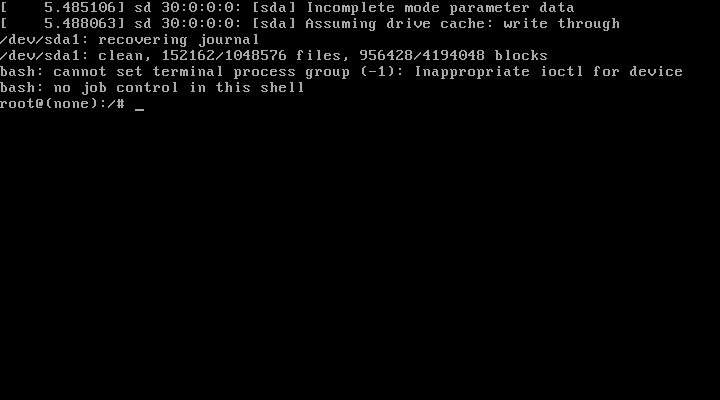 [    5.485106] sd 30:0:0:0: [sda] Incomplete mode parameter data
[    5.488063] sd 30:0:0:0: [sda] Assuming drive cache: write through
/dev/sda1: recovering journal
/dev/sda1: clean, 152162/1048576 files, 956428/4194048 blocks
bash: cannot set terminal process group (-1): Inappropriate ioctl for device
bash: no job control in this shell
root@(none):/# _